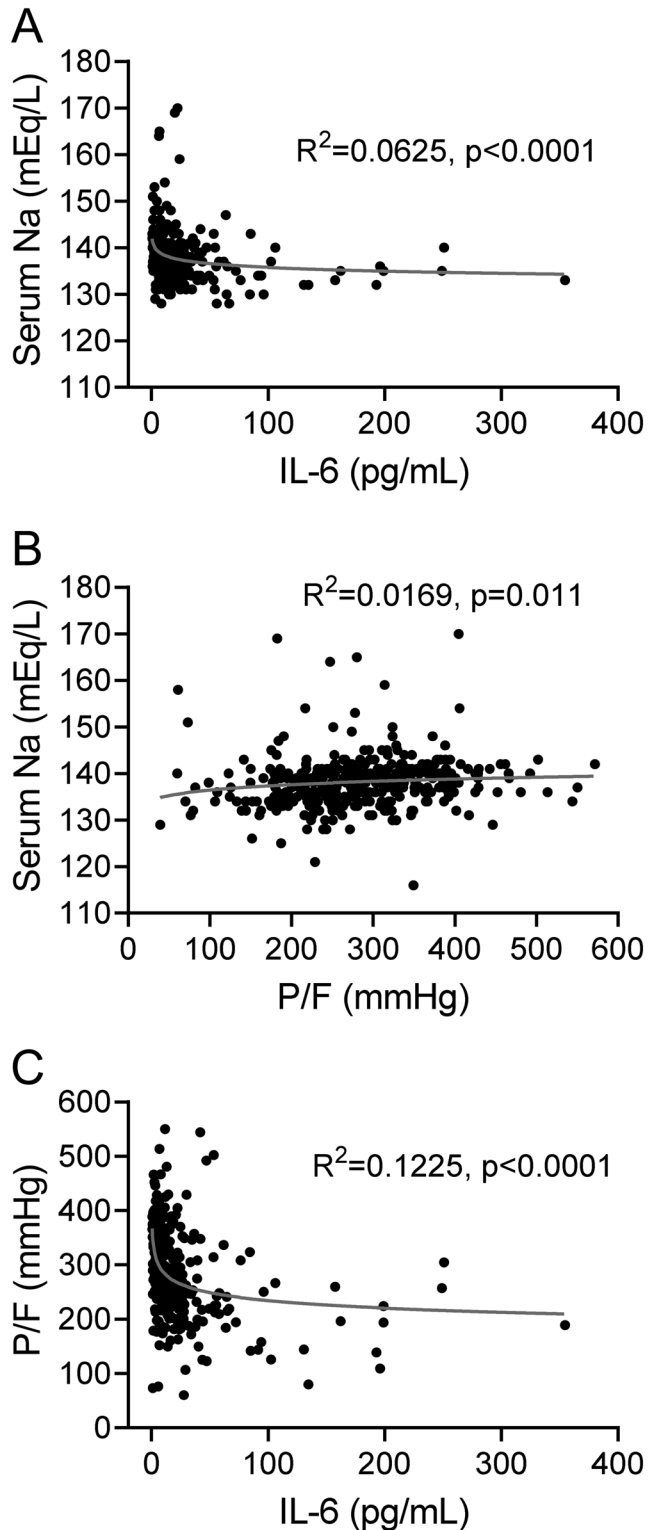 A
Serum Na (mEq/L)
180
170
160
150
140
130
120
110
R²=0.0625, p<0.0001
0 100 200 300 400
IL-6 (pg/mL)
B
Serum Na (mEq/L)
180
170
160
150
140
130
120
110
R²=0.0169, p=0.011
0 100 200 300 400 500 600
P/F (mmHg)
C
P/F (mmHg)
600
500
400
300
200
100
0
R²=0.1225, p<0.0001
0 100 200 300 400
IL-6 (pg/mL)